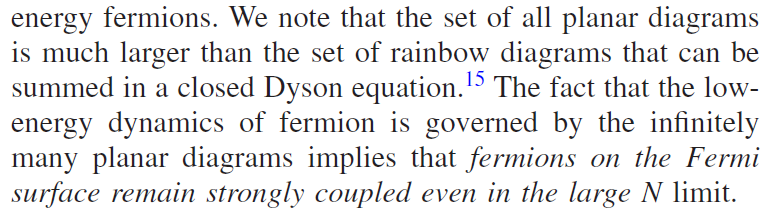 energy fermions. We note that the set of all planar diagrams
is much larger than the set of rainbow diagrams that can be
summed in a closed Dyson equation.15 The fact that the low-
energy dynamics of fermion is governed by the infinitely
many planar diagrams implies that fermions on the Fermi
surface remain strongly coupled even in the large N limit.